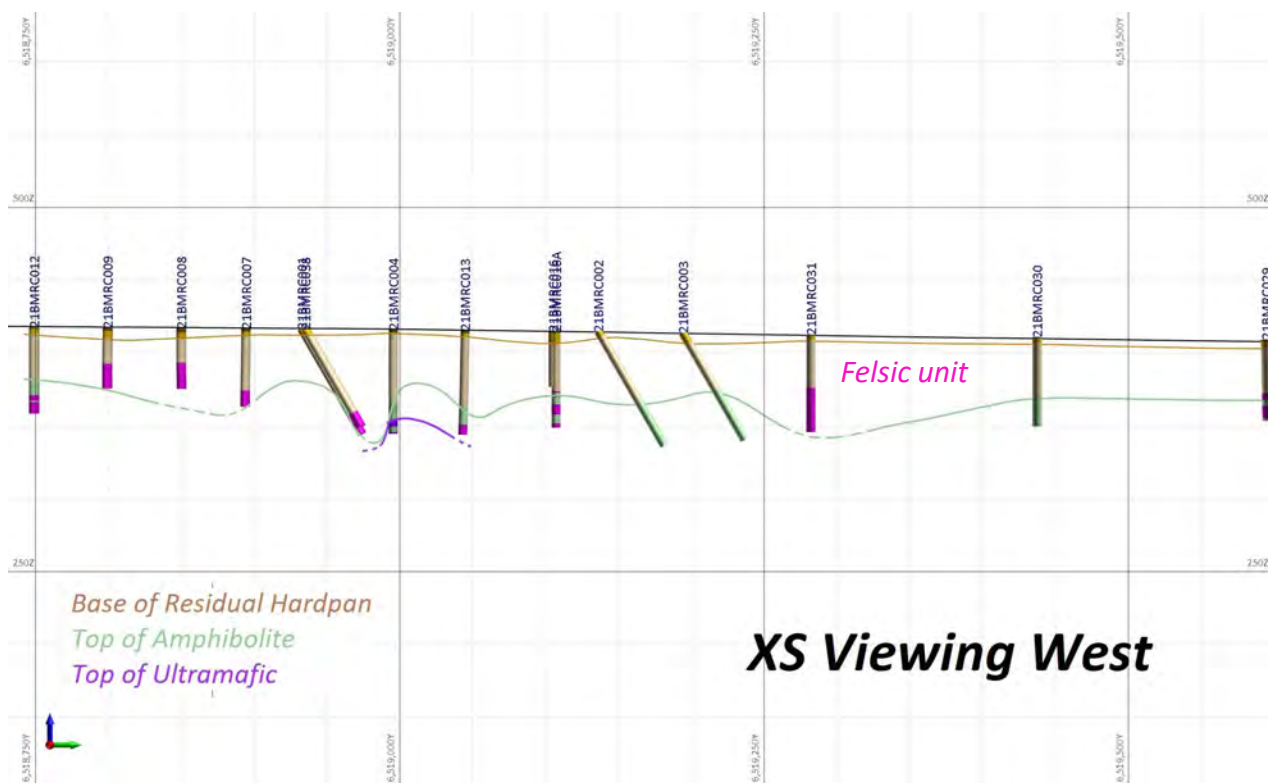 6,518,750Y
6,519,000Y
6,519,250Y
6,519,500Y
500Z
500Z
21BMRC012
21BMRC009
21BMRC008
21BMRC007
21BMRC004
21BMRC013
21BMRC016
21BMRC002
21BMRC003
21BMRC031
21BMRC030
21BMRC029
Felsic unit
250Z
250Z
Base of Residual Hardpan
Top of Amphibolite
Top of Ultramafic
XS Viewing West
6,518,750Y
6,519,000Y
6,519,250Y
6,519,500Y